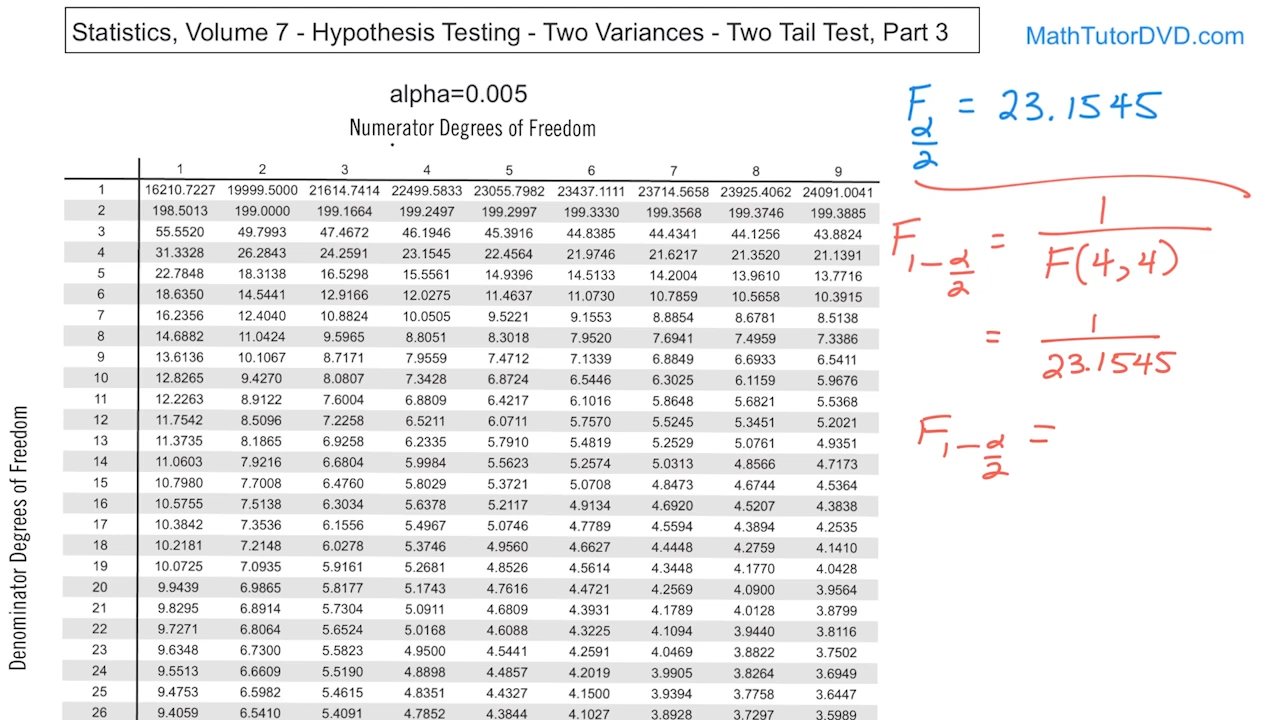 Statistics, Volume 7 - Hypothesis Testing - Two Variances - Two Tail Test, Part 3
MathTutorDVD.com
alpha=0.005
Numerator Degrees of Freedom
1 2 3 4 5 6 7 8 9
1 16210.7227 19999.5000 21614.7414 22499.5833 23055.7982 23437.1111 23714.5658 23925.4062 24091.0041
2 198.5013 199.0000 199.1664 199.2497 199.2997 199.3330 199.3568 199.3746 199.3885
3 55.5520 49.7993 47.4672 46.1946 45.3916 44.8385 44.4341 44.1256 43.8824
4 31.3328 26.2843 24.2591 23.1545 22.4564 21.9746 21.6217 21.3520 21.1391
5 22.7848 18.3138 16.5298 15.5561 14.9396 14.5133 14.2004 13.9610 13.7716
6 18.6350 14.5441 12.9166 12.0275 11.4637 11.0730 10.7859 10.5658 10.3915
7 16.2356 12.4040 10.8824 10.0505 9.5221 9.1553 8.8854 8.6781 8.5138
8 14.6882 11.0424 9.5965 8.8051 8.3018 7.9520 7.6941 7.4959 7.3386
9 13.6136 10.1067 8.7171 7.9559 7.4712 7.1339 6.8849 6.6933 6.5411
10 12.8265 9.4270 8.0807 7.3428 6.8724 6.5446 6.3025 6.1159 5.9676
11 12.2263 8.9122 7.6004 6.8809 6.4217 6.1016 5.8648 5.6821 5.5368
12 11.7542 8.5096 7.2258 6.5211 6.0711 5.7570 5.5245 5.3451 5.2021
13 11.3735 8.1865 6.9258 6.2335 5.7910 5.4819 5.2529 5.0761 4.9351
14 11.0603 7.9216 6.6804 5.9984 5.5623 5.2574 5.0313 4.8566 4.7173
15 10.7980 7.7008 6.4760 5.8029 5.3721 5.0708 4.8473 4.6744 4.5364
16 10.5755 7.5138 6.3034 5.6378 5.2117 4.9134 4.6920 4.5207 4.3838
17 10.3842 7.3536 6.1556 5.4967 5.0746 4.7789 4.5594 4.3894 4.2535
18 10.2181 7.2148 6.0278 5.3746 4.9560 4.6627 4.4448 4.2759 4.1410
19 10.0725 7.0935 5.9161 5.2681 4.8526 4.5614 4.3448 4.1770 4.0428
20 9.9439 6.9865 5.8177 5.1743 4.7616 4.4721 4.2569 4.0900 3.9564
21 9.8295 6.8914 5.7304 5.0911 4.6809 4.3931 4.1789 4.0128 3.8799
22 9.7271 6.8064 5.6524 5.0168 4.6088 4.3225 4.1094 3.9440 3.8116
23 9.6348 6.7300 5.5823 4.9500 4.5441 4.2591 4.0469 3.8822 3.7502
24 9.5513 6.6609 5.5190 4.8898 4.4857 4.2019 3.9905 3.8264 3.6949
25 9.4753 6.5982 5.4615 4.8351 4.4327 4.1500 3.9394 3.7758 3.6447
26 9.4059 6.5410 5.4091 4.7852 4.3844 4.1027 3.8928 3.7297 3.5989
Denominator Degrees of Freedom
F α/2 = 23.1545
F 1-α/2 = 1/F(4,4)
= 1/23.1545
F 1-α/2 =